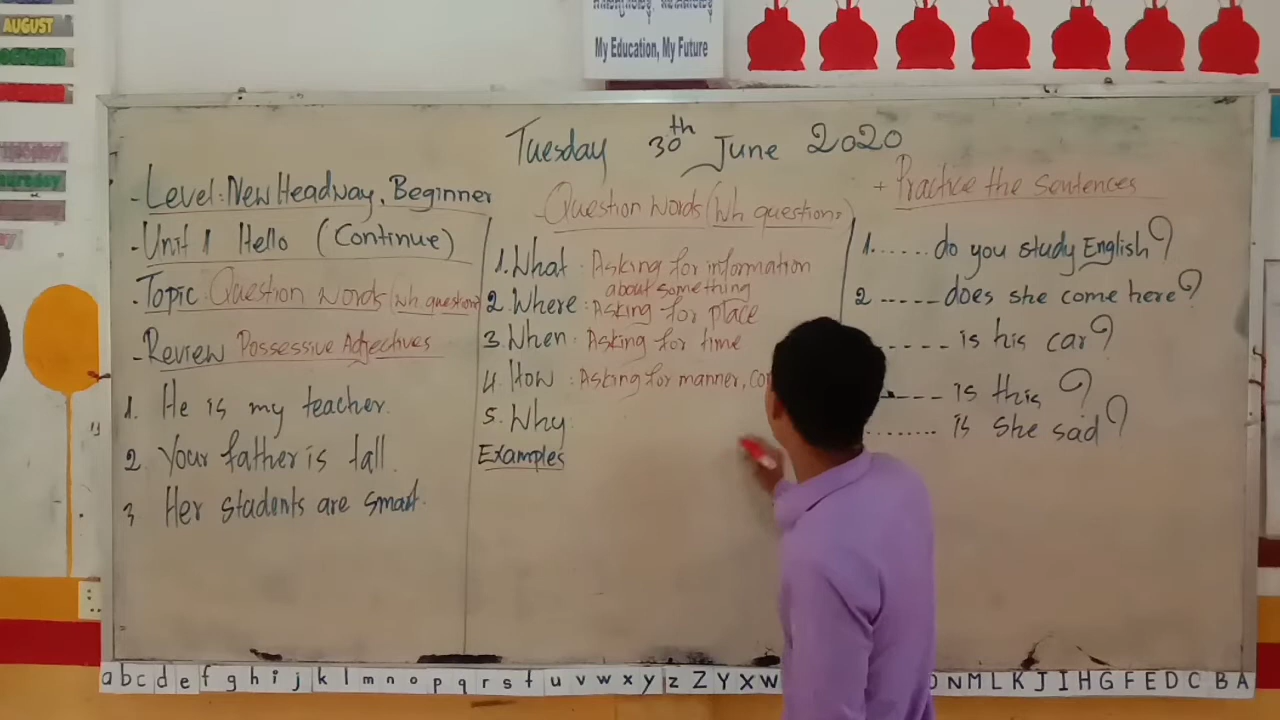 AUGUST
My Education, My Future
Tuesday 30th June 2020
- Level: New Headway, Beginner
- Unit 1 Hello (Continue)
- Topic: Question words (Wh question)
- Review Possessive Adjectives
1. He is my teacher.
2 Your father is tall.
3 Her students are smart.
- Question Words (Wh questions)
1. What : Asking for information
about something
2. Where : Asking for place
3. When : Asking for time
4. How : Asking for manner,
5. Why:
Examples
+ Practice the sentences
1....... do you study English?
2 ...... does she come here?
..... is his car?
.... is this ?
........ is she sad?
a b c d e f g h i j k l m n o p q r s t u v w x y z Z Y X W
N M L K J I H G F E D C B A